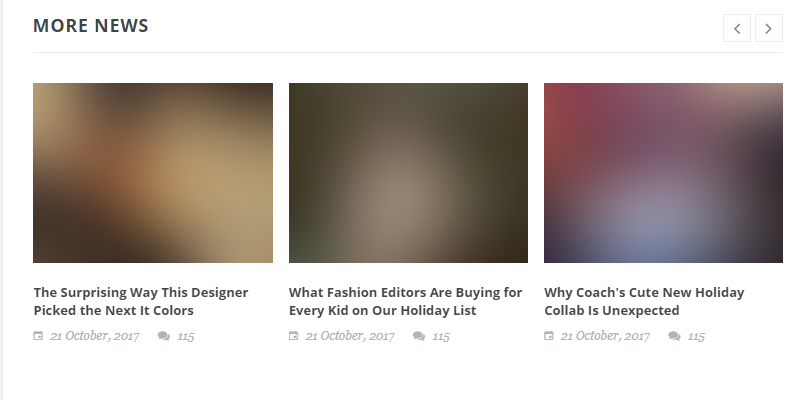 MORE NEWS
The Surprising Way This Designer
Picked the Next It Colors
21 October, 2017 115
What Fashion Editors Are Buying for
Every Kid on Our Holiday List
21 October, 2017 115
Why Coach's Cute New Holiday
Collab Is Unexpected
21 October, 2017 115